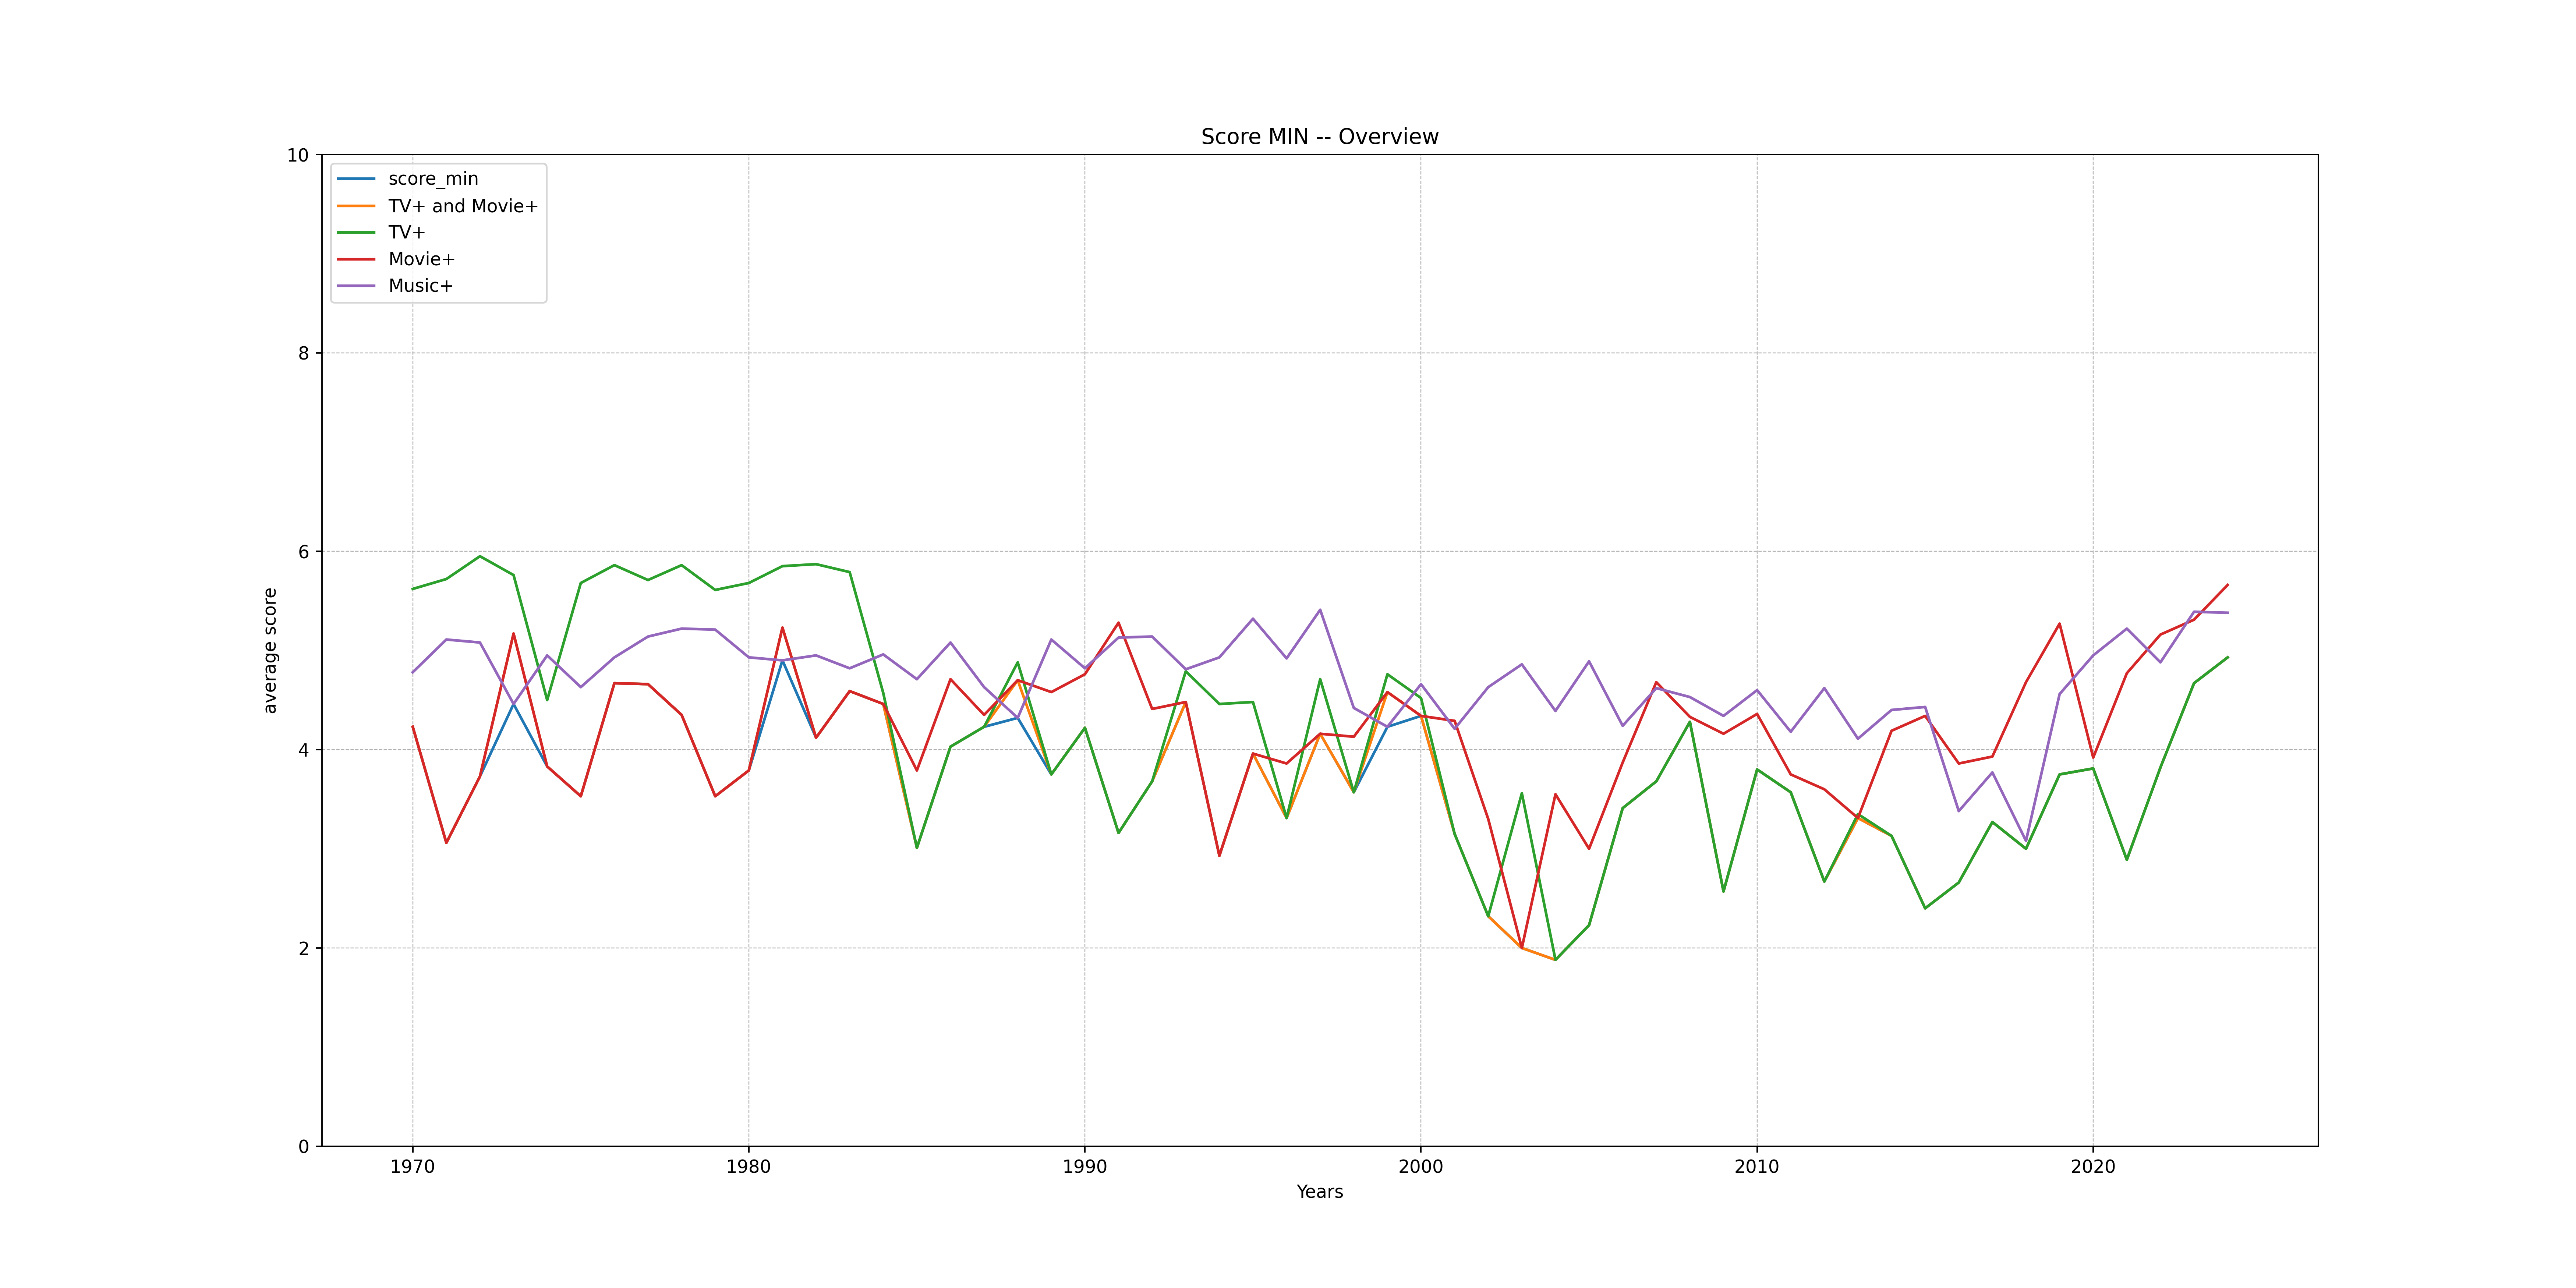 Score MIN -- Overview
10
8
6
4
2
0
average score
score_min
TV+ and Movie+
TV+
Movie+
Music+
1970 1980 1990 2000 2010 2020
Years